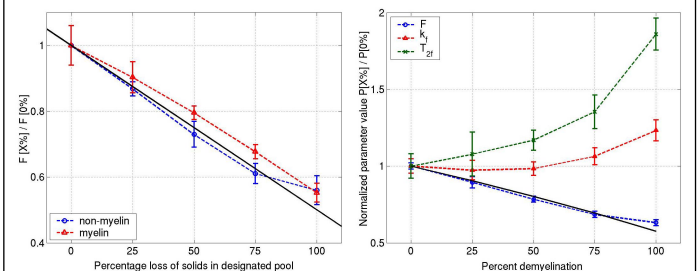 1
0.8
0.6
0.4
0 25 50 75 100
F [X%] / F [0%]
Percentage loss of solids in designated pool
non-myelin
myelin
2
1.5
1
0.5
0 25 50 75 100
Normalized parameter value P[X%] / P[0%]
Percent demyelination
F
k_f
T_2f